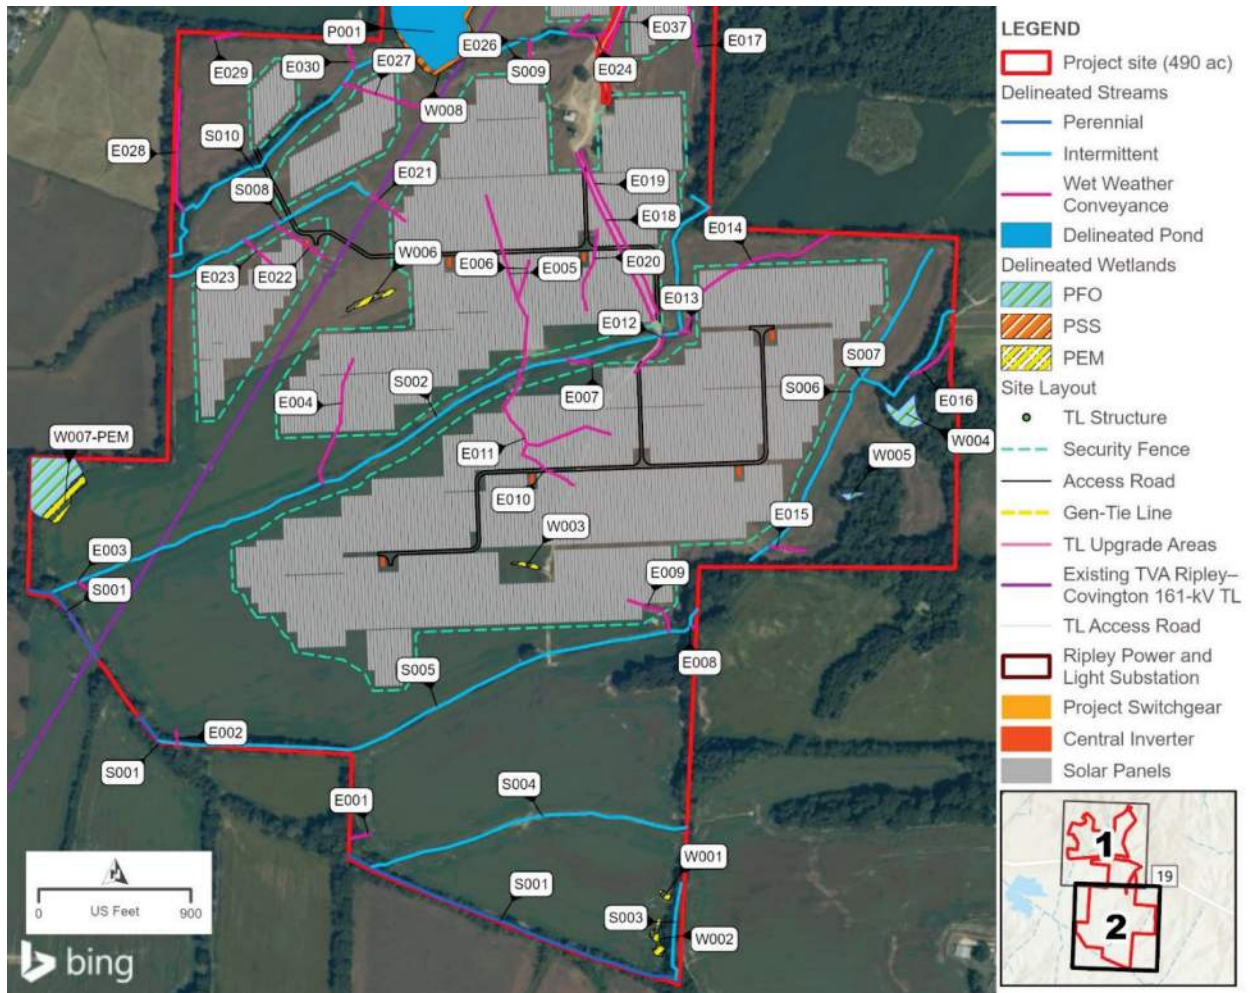 P001
E026
E037
E017
E029
E030
E027
S009
E024
W008
E028
S010
S008
E021
E019
E018
E014
W006
E023
E022
E006
E005
E020
E013
E012
S007
S002
E004
E007
S006
E016
W004
W007-PEM
E011
W005
E010
W003
E015
E003
S001
E009
E008
S005
E002
S001
S004
E001
W001
S001
S003
W002
0 US Feet 900
bing
LEGEND
Project site (490 ac)
Delineated Streams
Perennial
Intermittent
Wet Weather
Conveyance
Delineated Pond
Delineated Wetlands
PFO
PSS
PEM
Site Layout
TL Structure
Security Fence
Access Road
Gen-Tie Line
TL Upgrade Areas
Existing TVA Ripley–
Covington 161-kV TL
TL Access Road
Ripley Power and
Light Substation
Project Switchgear
Central Inverter
Solar Panels
1
19
2